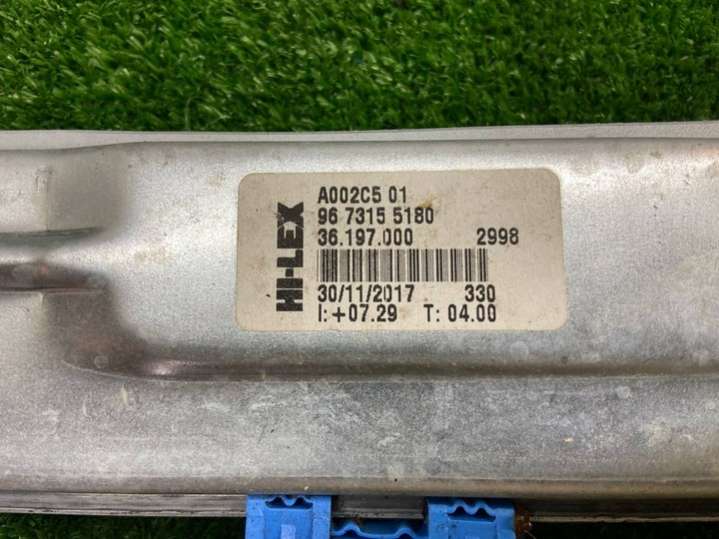 HI-LEX
A002C5 01
96 7315 5180
36.197.000 2998
30/11/2017 330
I:+07.29 T: 04.00